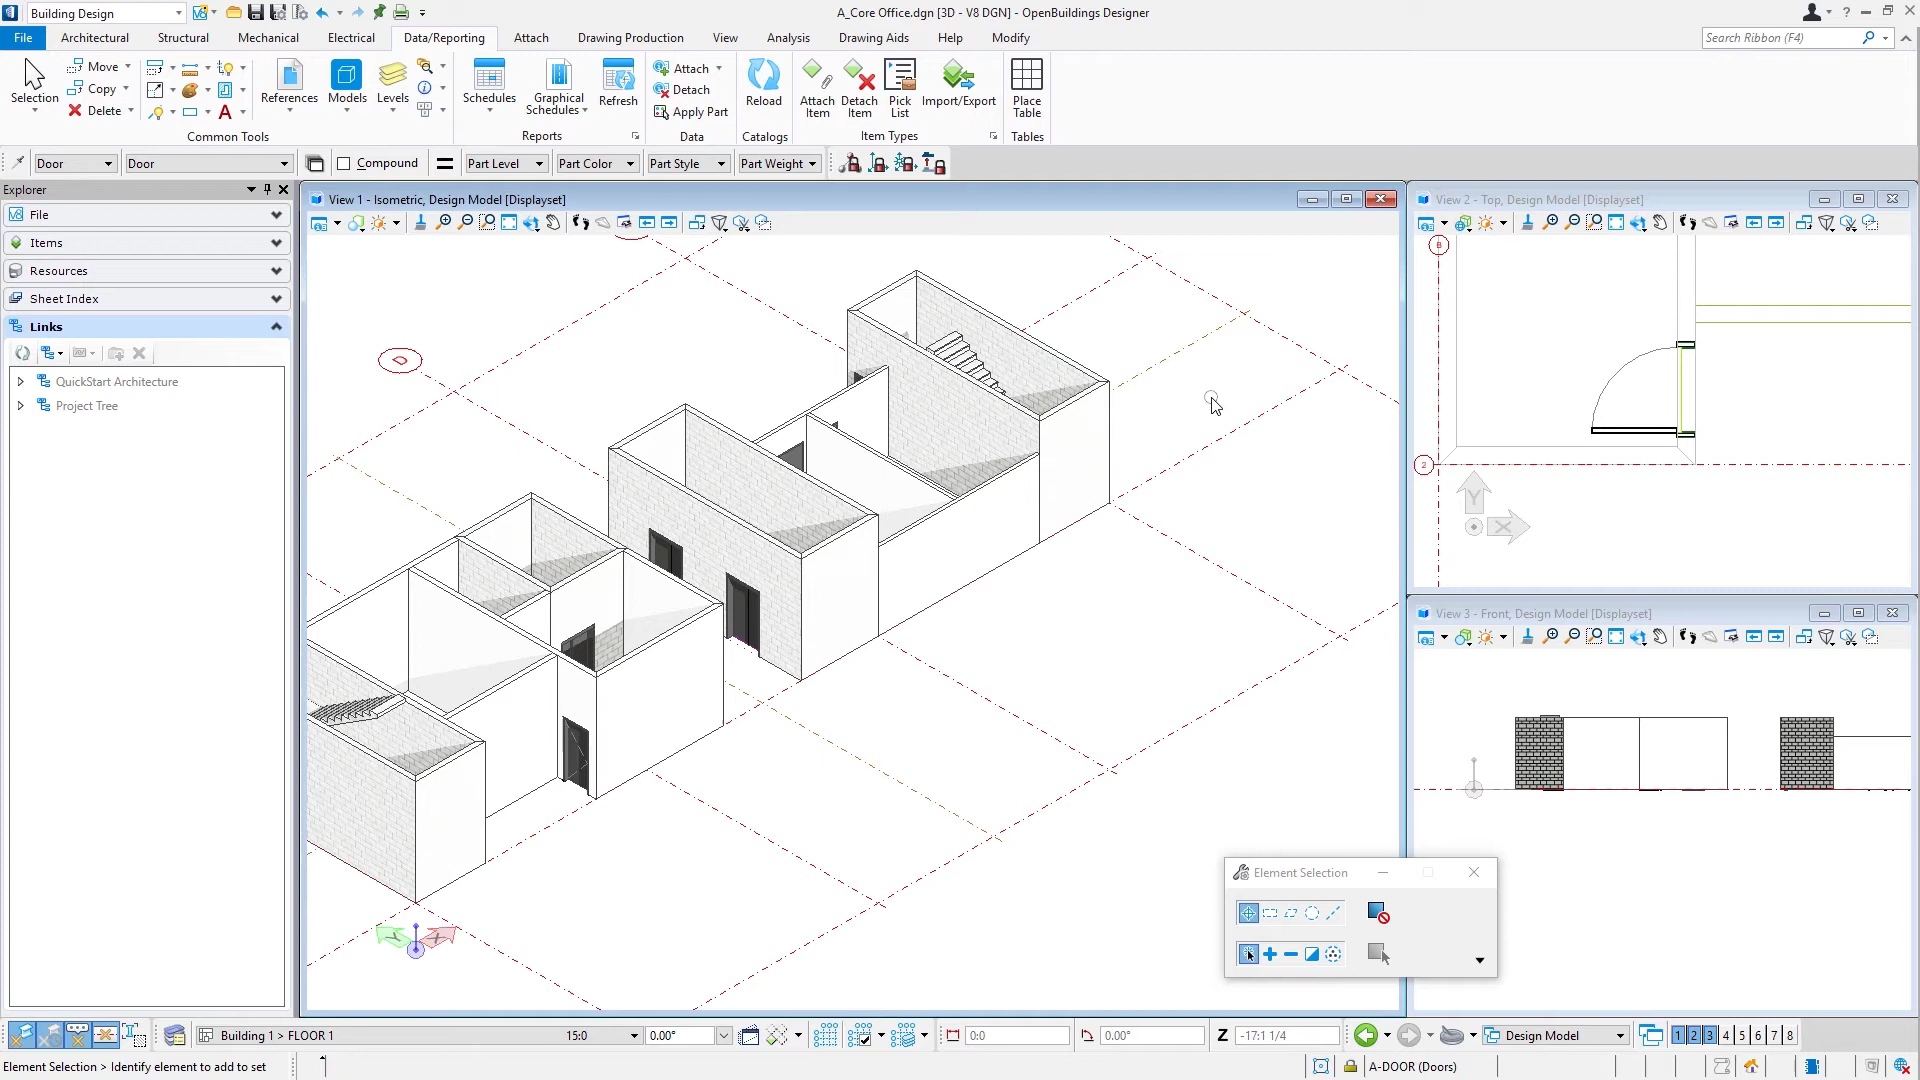 Building Design
A_Core Office.dgn [3D - V8 DGN] - OpenBuildings Designer
File Architectural Structural Mechanical Electrical Data/Reporting Attach Drawing Production View Analysis Drawing Aids Help Modify
Search Ribbon (F4)
Selection
Move
Copy
Delete
References
Models
Levels
Common Tools
Schedules
Graphical Schedules
Refresh
Reports
Attach
Detach
Apply Part
Data
Reload
Catalogs
Attach Item
Detach Item
Pick List
Import/Export
Item Types
Place Table
Tables
Door Door Compound Part Level Part Color Part Style Part Weight
Explorer
File
Items
Resources
Sheet Index
Links
QuickStart Architecture
Project Tree
View 1 - Isometric, Design Model [Displayset]
D
Y X
View 2 - Top, Design Model [Displayset]
B
2
Y
X
View 3 - Front, Design Model [Displayset]
Element Selection
Building 1 > FLOOR 1 15:0 0.00° 0:0 0.00° Z -17:1 1/4 Design Model 1 2 3 4 5 6 7 8
Element Selection > Identify element to add to set
A-DOOR (Doors)